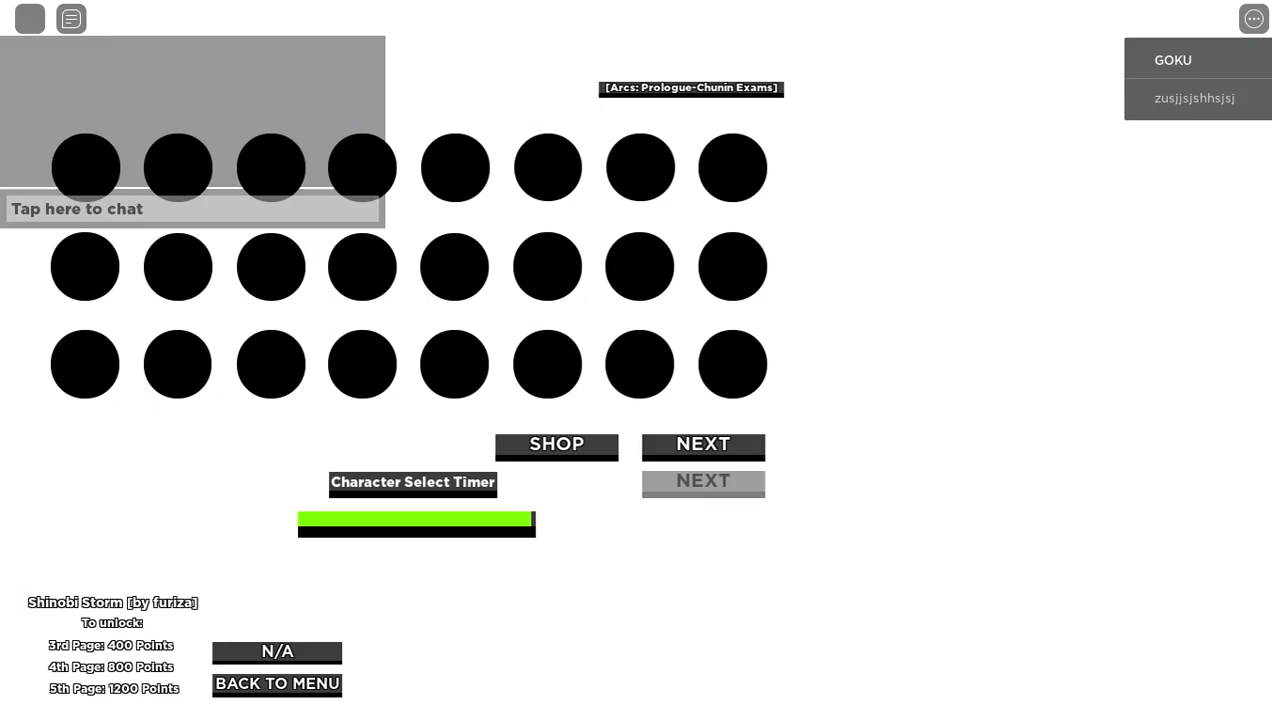 GOKU
zusjjsjshhsjsj
[Arcs: Prologue-Chunin Exams]
Tap here to chat
SHOP
NEXT
NEXT
Character Select Timer
Shinobi Storm [by furiza]
To unlock:
3rd Page: 400 Points
4th Page: 800 Points
5th Page: 1200 Points
N/A
BACK TO MENU